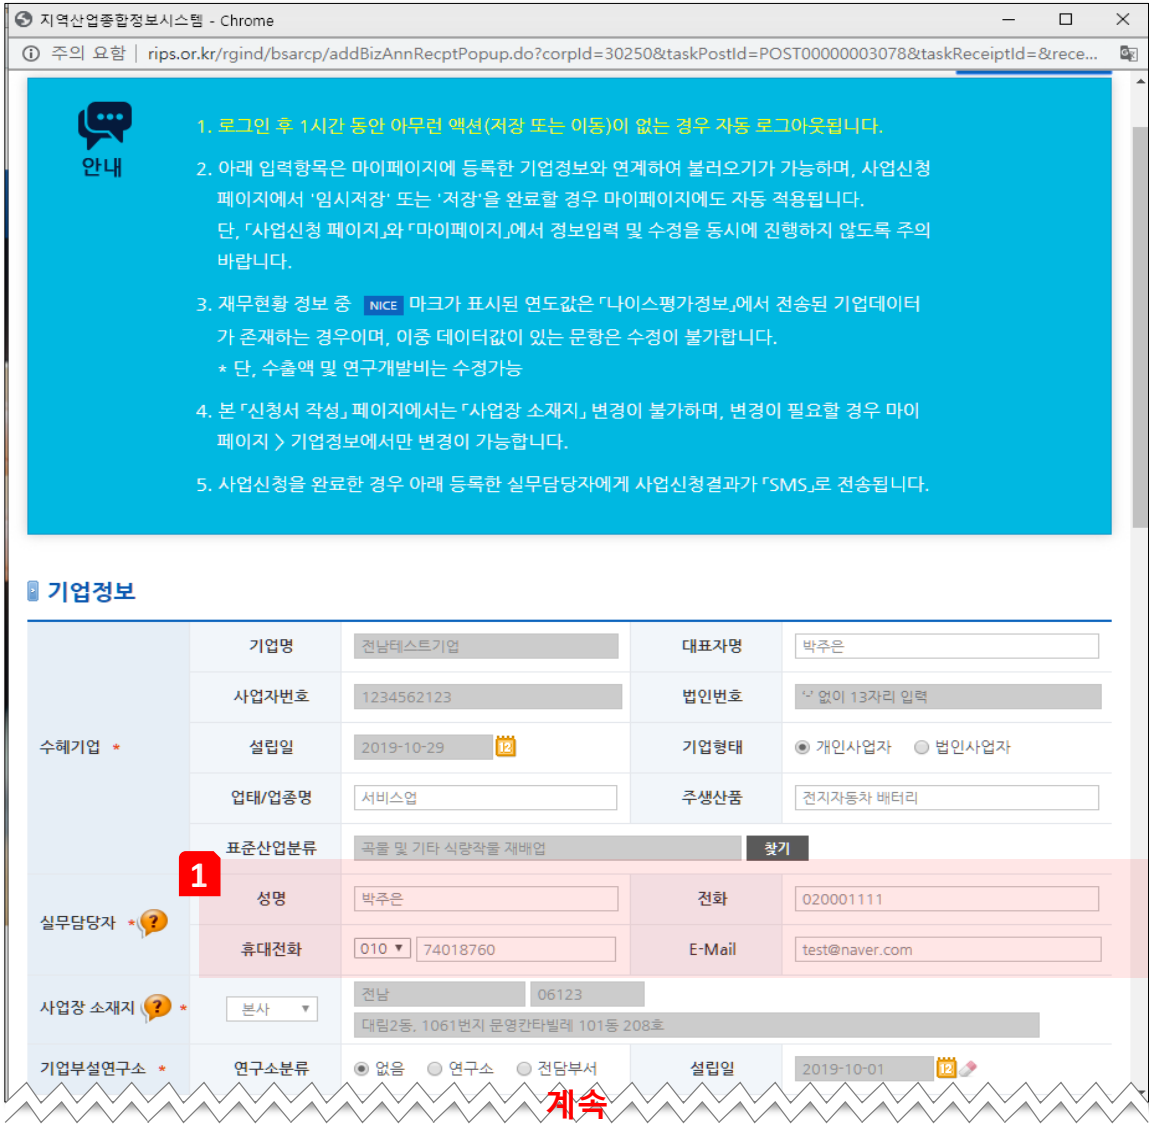 지역산업종합정보시스템 - Chrome
주의 요함 | rips.or.kr/rgind/bsarcp/addBizAnnRecptPopup.do?corpId=30250&taskPostId=POST00000003078&taskReceiptId=&rece...
안내
1. 로그인 후 1시간 동안 아무런 액션(저장 또는 이동)이 없는 경우 자동 로그아웃됩니다.
2. 아래 입력항목은 마이페이지에 등록한 기업정보와 연계하여 불러오기가 가능하며, 사업신청
페이지에서 '임시저장' 또는 '저장'을 완료할 경우 마이페이지에도 자동 적용됩니다.
단, 「사업신청 페이지」와 「마이페이지」에서 정보입력 및 수정을 동시에 진행하지 않도록 주의
바랍니다.
3. 재무현황 정보 중 NICE 마크가 표시된 연도값은 「나이스평가정보」에서 전송된 기업데이터
가 존재하는 경우이며, 이중 데이터값이 있는 문항은 수정이 불가합니다.
* 단, 수출액 및 연구개발비는 수정가능
4. 본 「신청서 작성」 페이지에서는 「사업장 소재지」 변경이 불가하며, 변경이 필요할 경우 마이
페이지 > 기업정보에서만 변경이 가능합니다.
5. 사업신청을 완료한 경우 아래 등록한 실무담당자에게 사업신청결과가 「SMS」로 전송됩니다.
기업정보
수혜기업 *
기업명 전남테스트기업 대표자명 박주은
사업자번호 1234562123 법인번호 '-' 없이 13자리 입력
설립일 2019-10-29 12 기업형태 개인사업자 법인사업자
업태/업종명 서비스업 주생산품 전지자동차 배터리
표준산업분류 곡물 및 기타 식량작물 재배업 찾기
1
실무담당자 * ?
성명 박주은 전화 020001111
휴대전화 010 ▼ 74018760 E-Mail test@naver.com
사업장 소재지 ? * 본사 ▼ 전남 06123
대림2동, 1061번지 문영칸타빌레 101동 208호
기업부설연구소 * 연구소분류 없음 연구소 전담부서 설립일 2019-10-01 12
계속